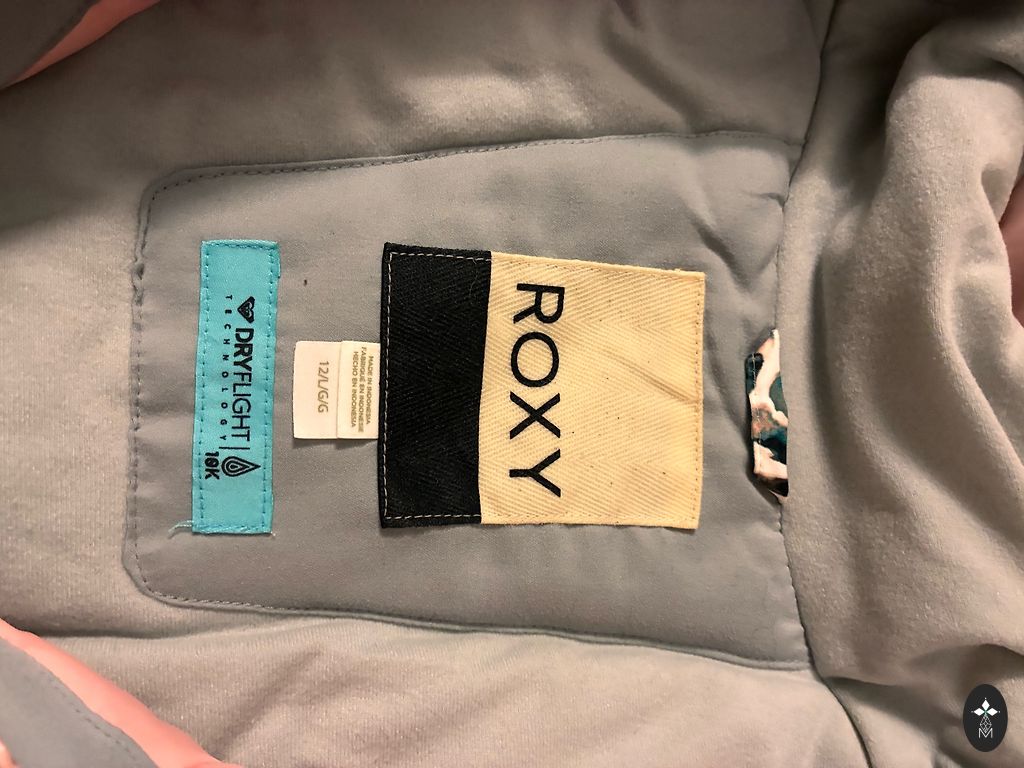 ROXY
MADE IN INDONESIA
FABRIQUÉ EN INDONÉSIE
HECHO EN INDONESIA
12/L/G/G
DRYFLIGHT
TECHNOLOGY
10K
M